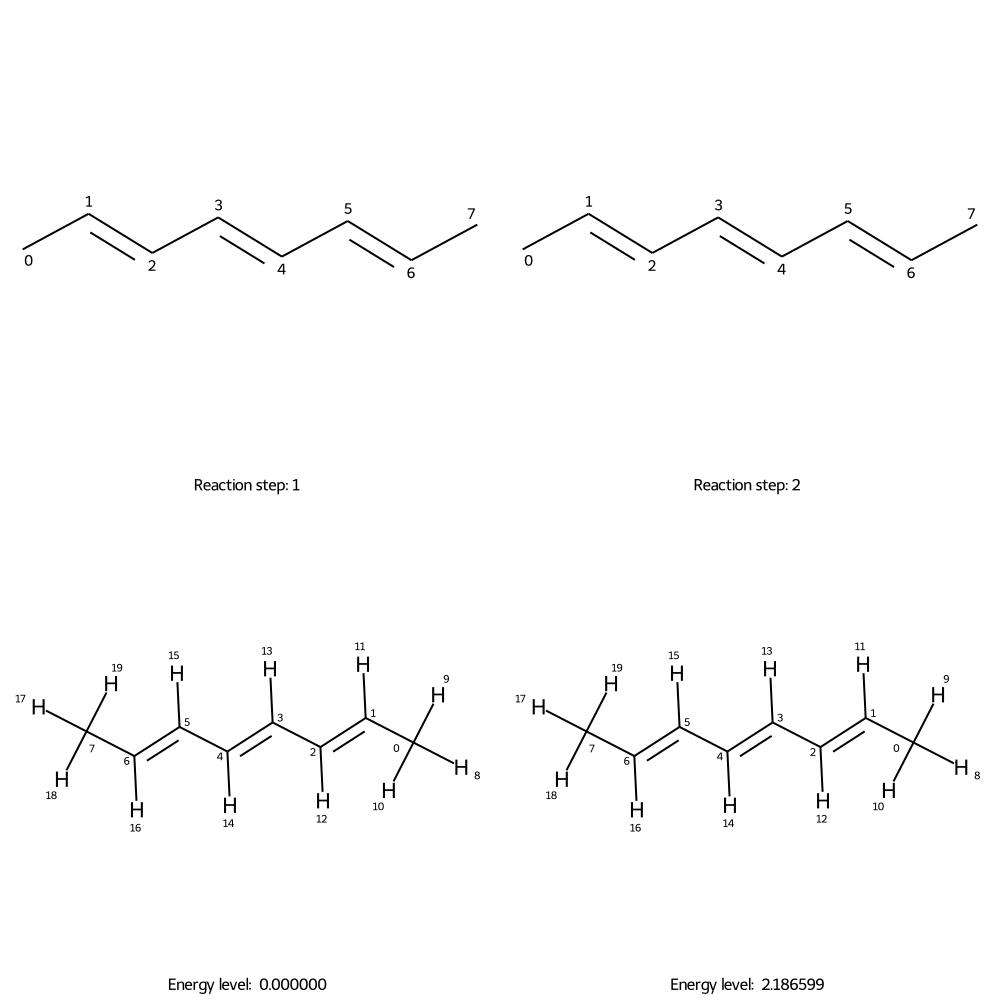 1 3 5 7
0 2 4 6
1 3 5 7
0 2 4 6
Reaction step: 1
Reaction step: 2
11
H
13
H
15
H
19
H
17
H
9
H
5
3
1
7
6
4
2
0
H
8
H
18
H
10
H
16
H
14
H
12
11
H
13
H
15
H
19
H
17
H
9
H
5
3
1
7
6
4
2
0
H
8
H
18
H
10
H
16
H
14
H
12
Energy level: 0.000000
Energy level: 2.186599